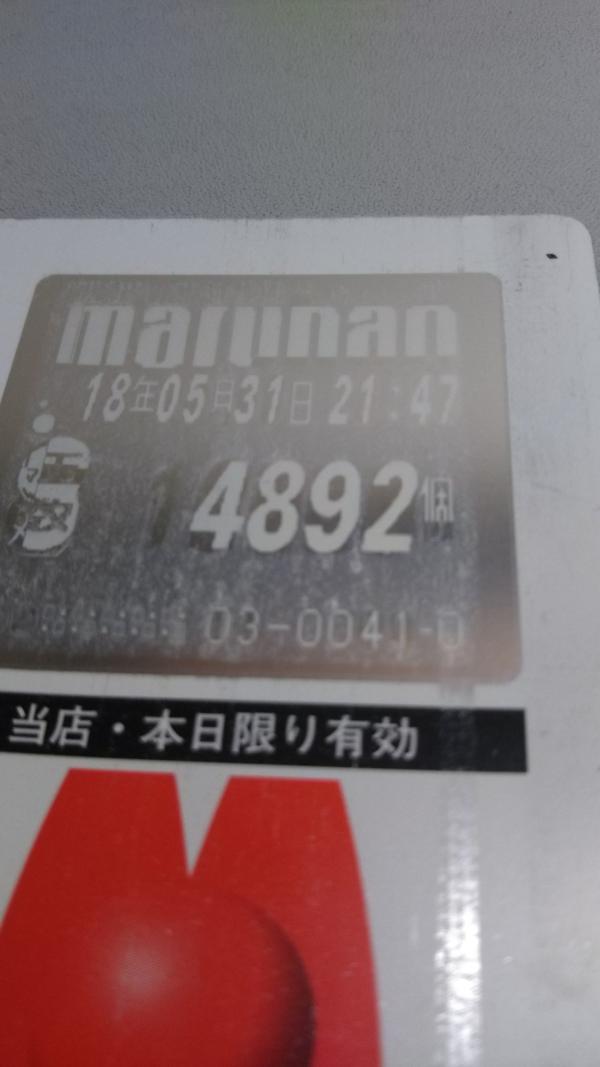 marunan
18年05月31日 21:47
4892個
03-0041-0
当店・本日限り有効